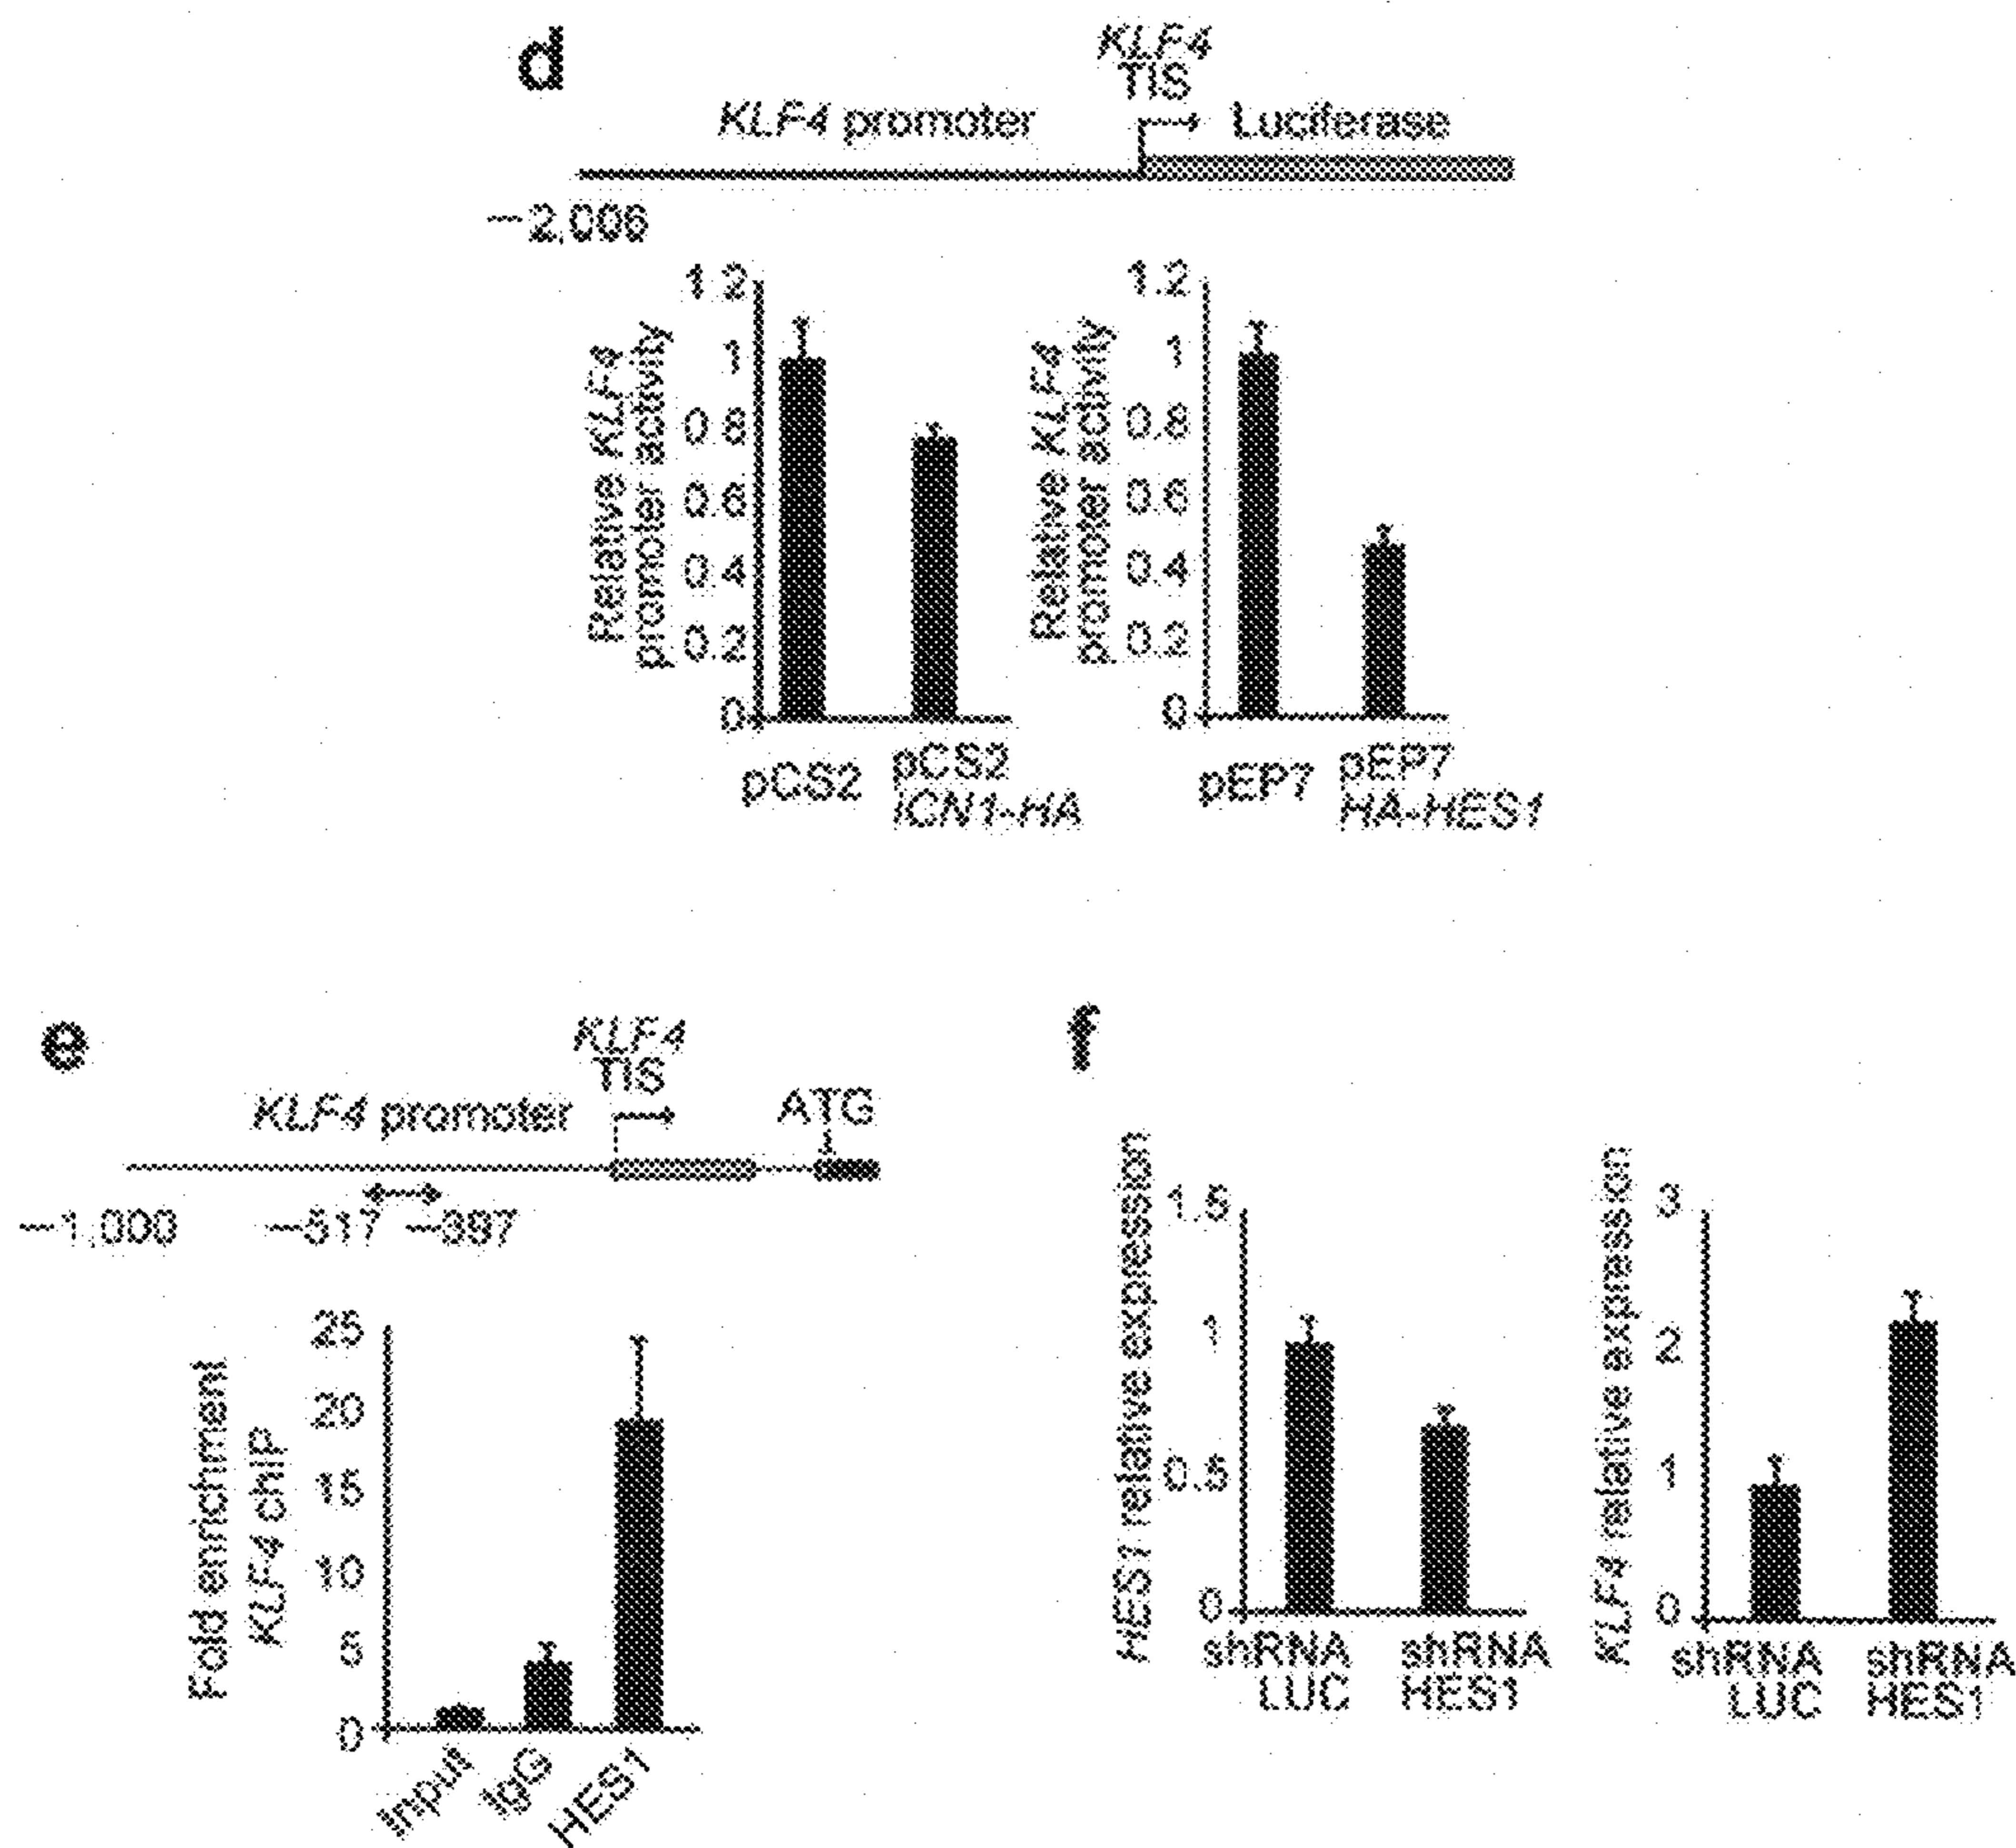 d
KLF4
TIS
KLF4 promoter
Luciferase
—2,006
Relative KLF4
promoter activity
1.2
1
0.8
0.6
0.4
0.2
0
pCS2
pCS2
ICN1-HA
Relative KLF4
promoter activity
1.2
1
0.8
0.6
0.4
0.2
0
pEP7
pEP7
HA-HES1
e
KLF4
TIS
KLF4 promoter
ATG
—1,000
—517
—397
Fold enrichment
KLF4 chIP
25
20
15
10
5
0
Input
IgG
HES1
f
HES1 relative expression
1.5
1
0.5
0
shRNA
LUC
shRNA
HES1
KLF4 relative expression
3
2
1
0
shRNA
LUC
shRNA
HES1